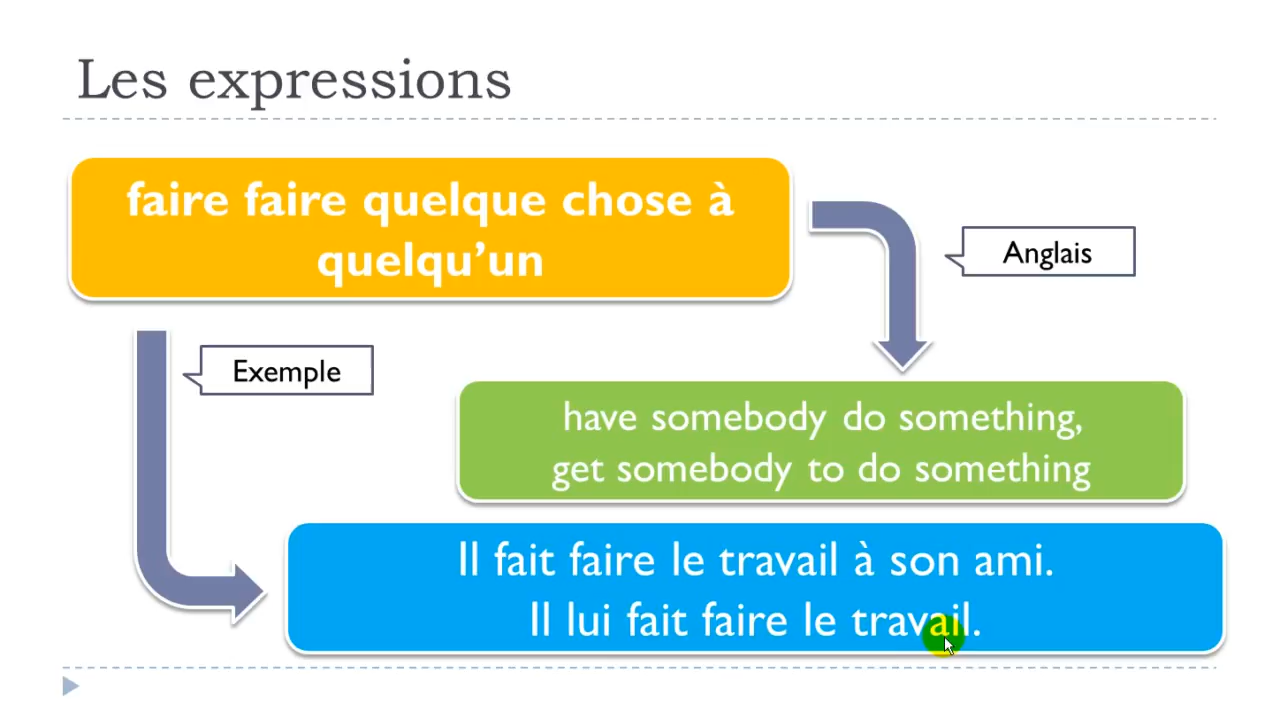 Les expressions
faire faire quelque chose à
quelqu’un
Anglais
Exemple
have somebody do something,
get somebody to do something
Il fait faire le travail à son ami.
Il lui fait faire le travail.